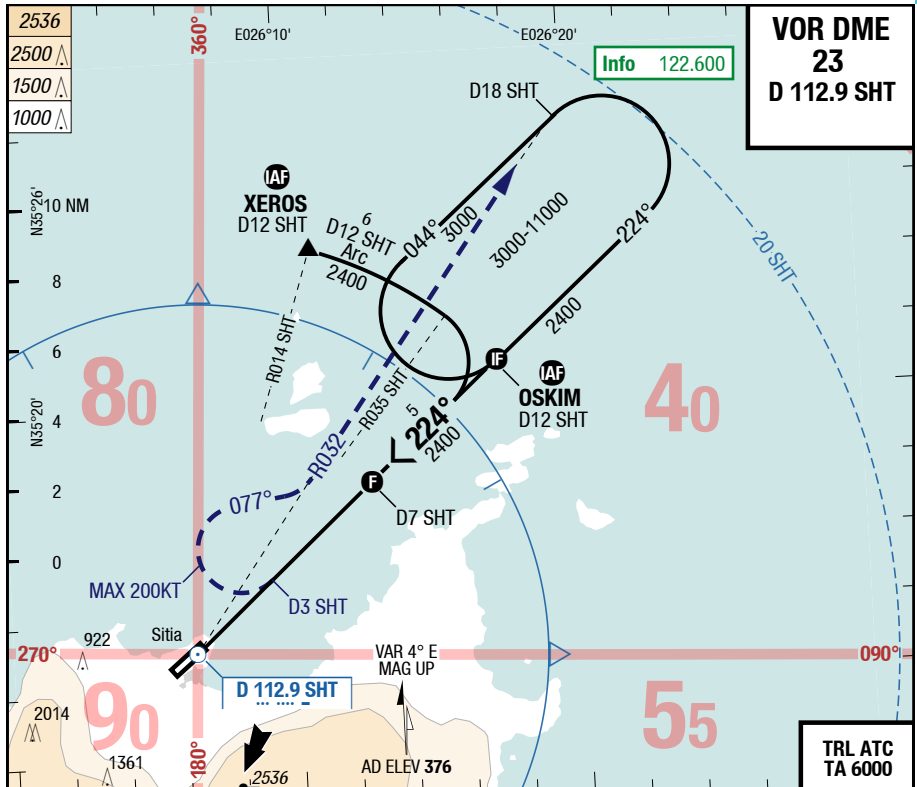 2536
2500
1500
1000
360°
E026°10'
E026°20'
Info 122.600
VOR DME
23
D 112.9 SHT
D18 SHT
IAF
XEROS
D12 SHT
6
D12 SHT
Arc
2400
044°
3000
3000-11000
224°
2400
20 SHT
N35°26'
10 NM
8
6
4
2
0
N35°20'
80
40
R014 SHT
R035 SHT
R032
IF
IAF
OSKIM
D12 SHT
5
224°
2400
F
D7 SHT
077°
MAX 200KT
D3 SHT
Sitia
922
270°
VAR 4° E
MAG UP
090°
D 112.9 SHT
90
55
2014
1361
180°
2536
AD ELEV 376
TRL ATC
TA 6000